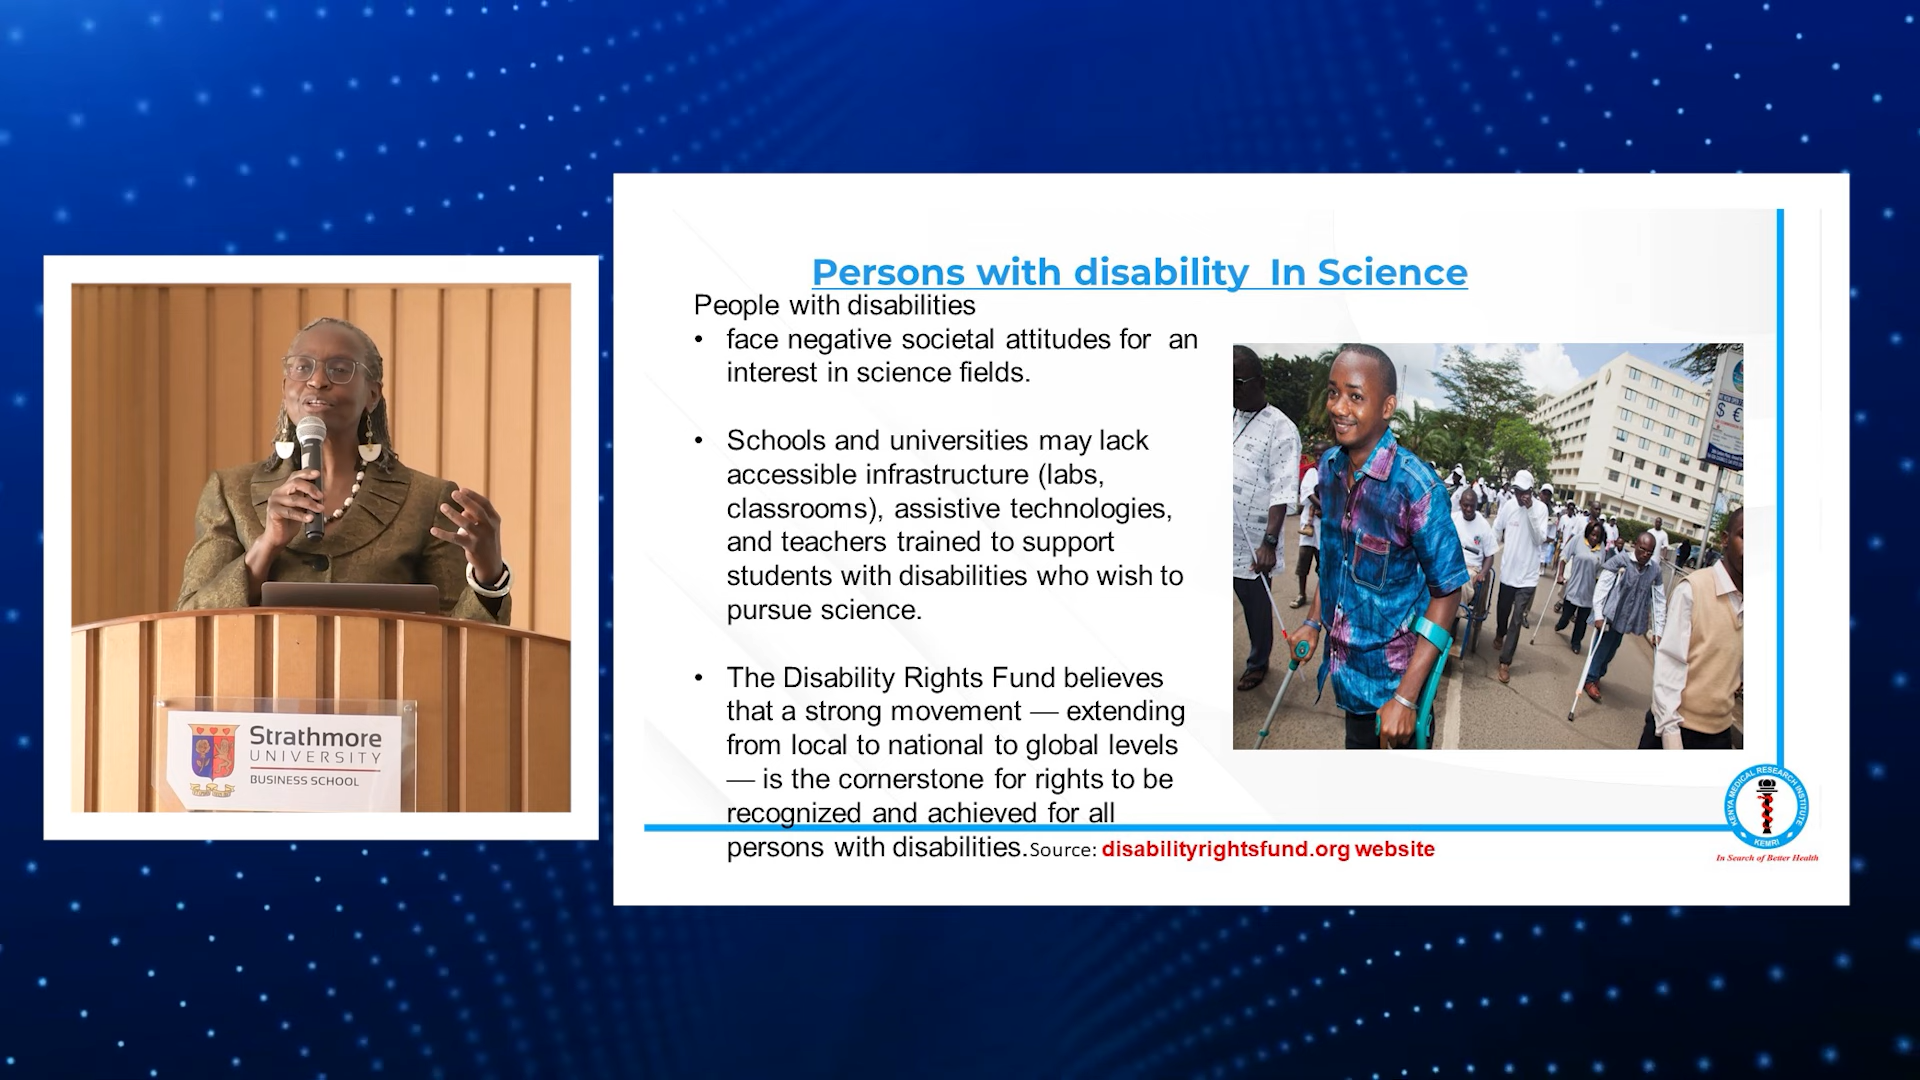 Persons with disability  In Science
People with disabilities
• face negative societal attitudes for  an
interest in science fields.
• Schools and universities may lack
accessible infrastructure (labs,
classrooms), assistive technologies,
and teachers trained to support
students with disabilities who wish to
pursue science.
• The Disability Rights Fund believes
that a strong movement — extending
from local to national to global levels
— is the cornerstone for rights to be
recognized and achieved for all
persons with disabilities.Source: disabilityrightsfund.org website
Strathmore
UNIVERSITY
BUSINESS SCHOOL
$ €
KENYA MEDICAL RESEARCH INSTITUTE
KEMRI
In Search of Better Health